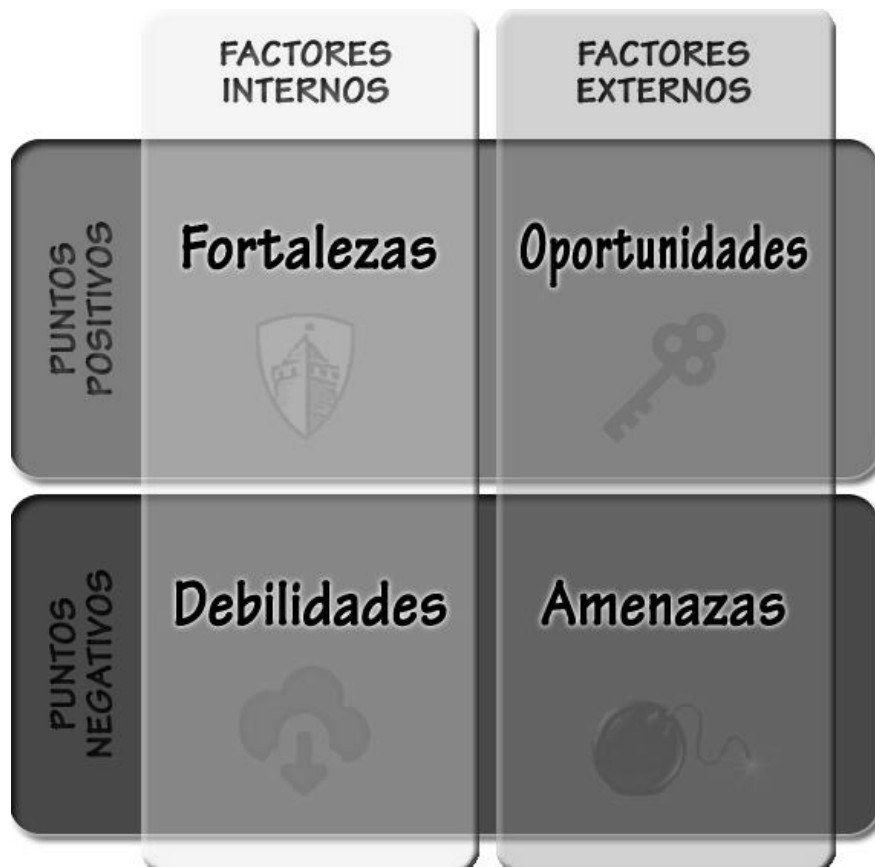 FACTORES
INTERNOS
FACTORES
EXTERNOS
PUNTOS
POSITIVOS
Fortalezas
Oportunidades
PUNTOS
NEGATIVOS
Debilidades
Amenazas